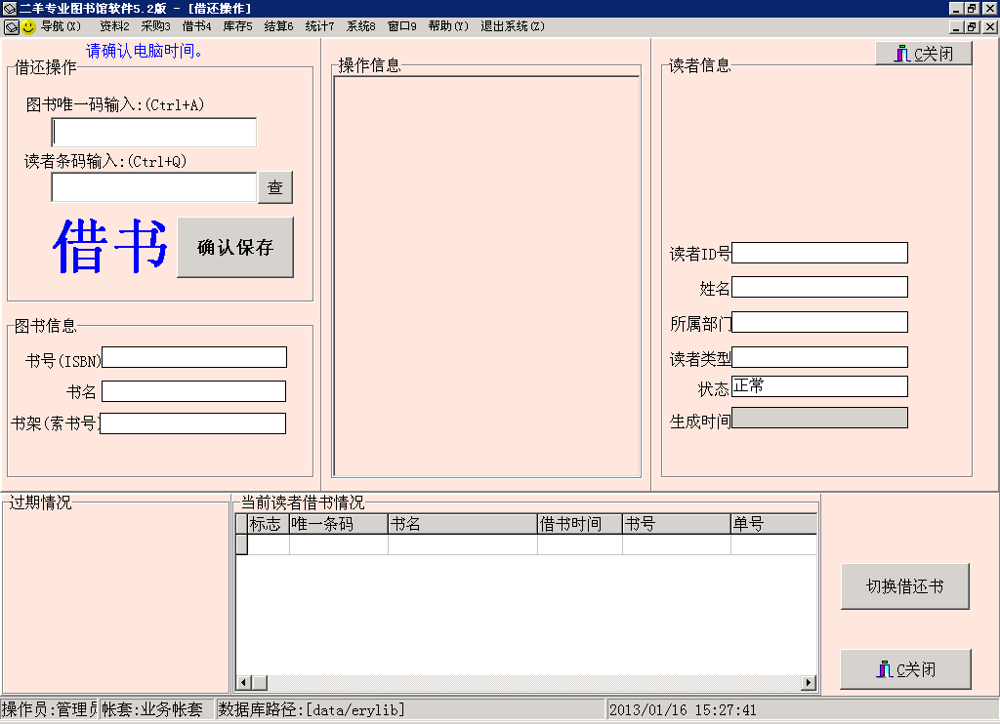 二羊专业图书馆软件5.2版 - [借还操作]
导航(X) 资料2 采购3 借书4 库存5 结算6 统计7 系统8 窗口9 帮助(Y) 退出系统(Z)
请确认电脑时间。
借还操作
图书唯一码输入:(Ctrl+A)
读者条码输入:(Ctrl+Q)
查
借书
确认保存
图书信息
书号(ISBN)
书名
书架(索书号)
操作信息
读者信息
C关闭
读者ID号
姓名
所属部门
读者类型
状态 正常
生成时间
过期情况
当前读者借书情况
标志 唯一条码 书名 借书时间 书号 单号
切换借还书
C关闭
操作员:管理员 帐套:业务帐套 数据库路径:[data/erylib] 2013/01/16 15:27:41